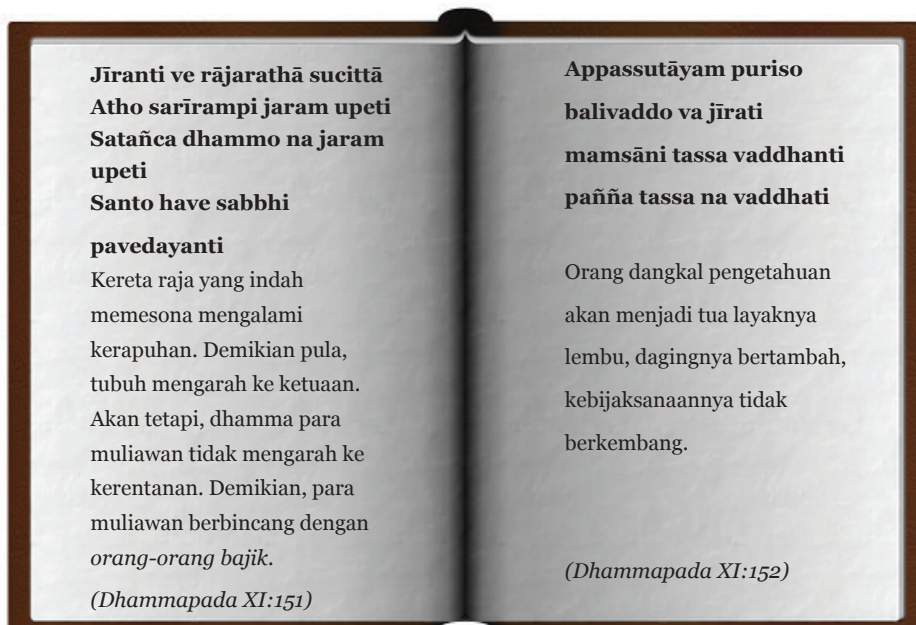 Jīranti ve rājarathā sucittā
Atho sarīrampi jaram upeti
Satañca dhammo na jaram
upeti
Santo have sabbhi
pavedayanti
Kereta raja yang indah
memesona mengalami
kerapuhan. Demikian pula,
tubuh mengarah ke ketuaan.
Akan tetapi, dhamma para
muliawan tidak mengarah ke
kerentanan. Demikian, para
muliawan berbincang dengan
orang-orang bajik.
(Dhammapada XI:151)
Appassutāyam puriso
balivaddo va jīrati
mamsāni tassa vaddhanti
pañña tassa na vaddhati
Orang dangkal pengetahuan
akan menjadi tua layaknya
lembu, dagingnya bertambah,
kebijaksanaannya tidak
berkembang.
(Dhammapada XI:152)